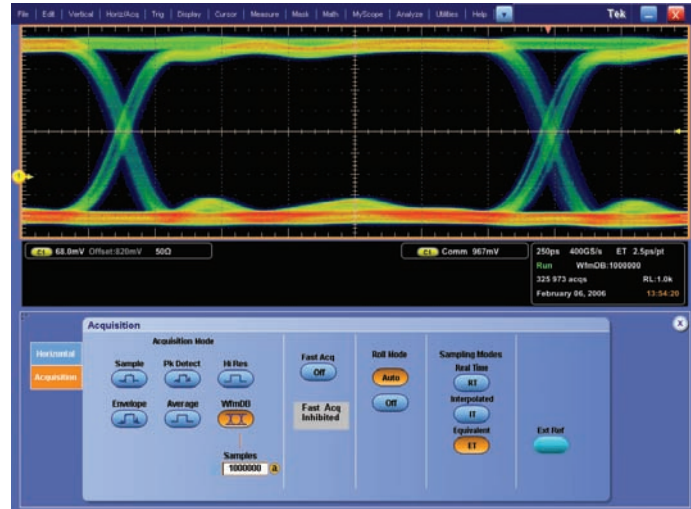 File | Edit | Vertical | Horiz/Acq | Trig | Display | Cursor | Measure | Mask | Math | MyScope | Analyze | Utilities | Help
Tek
C1 68.0mV Offset:820mV 50Ω
C1 Comm 967mV
250ps 400GS/s ET 2.5ps/pt
Run WfmDB:1000000
325 973 acqs RL:1.0k
February 06, 2006 13:54:20
Acquisition
X
Horizontal
Acquisition
Acquisition Mode
Sample Pk Detect Hi Res
Envelope Average WfmDB
Samples
1000000 a
Fast Acq
Off
Fast Acq
Inhibited
Roll Mode
Auto
Off
Sampling Modes
Real Time
RT
Interpolated
IT
Equivalent
ET
Ext Ref